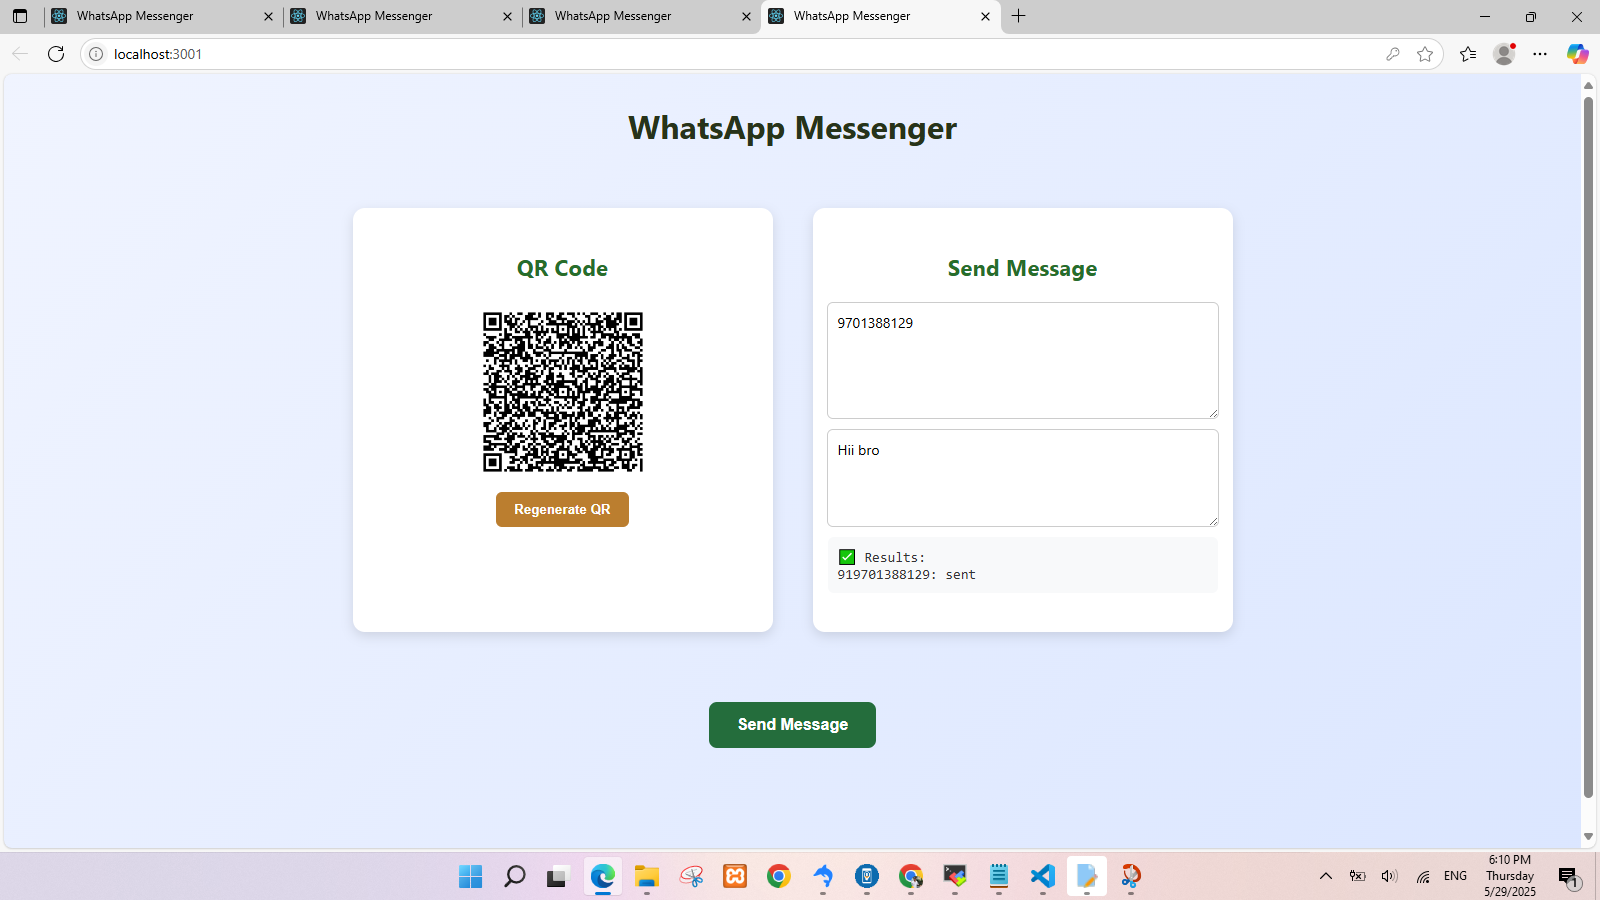 WhatsApp Messenger
WhatsApp Messenger
WhatsApp Messenger
WhatsApp Messenger
localhost:3001
WhatsApp Messenger
QR Code
Regenerate QR
Send Message
9701388129
Hii bro
✅ Results:
919701388129: sent
Send Message
ENG
6:10 PM
Thursday
5/29/2025
1